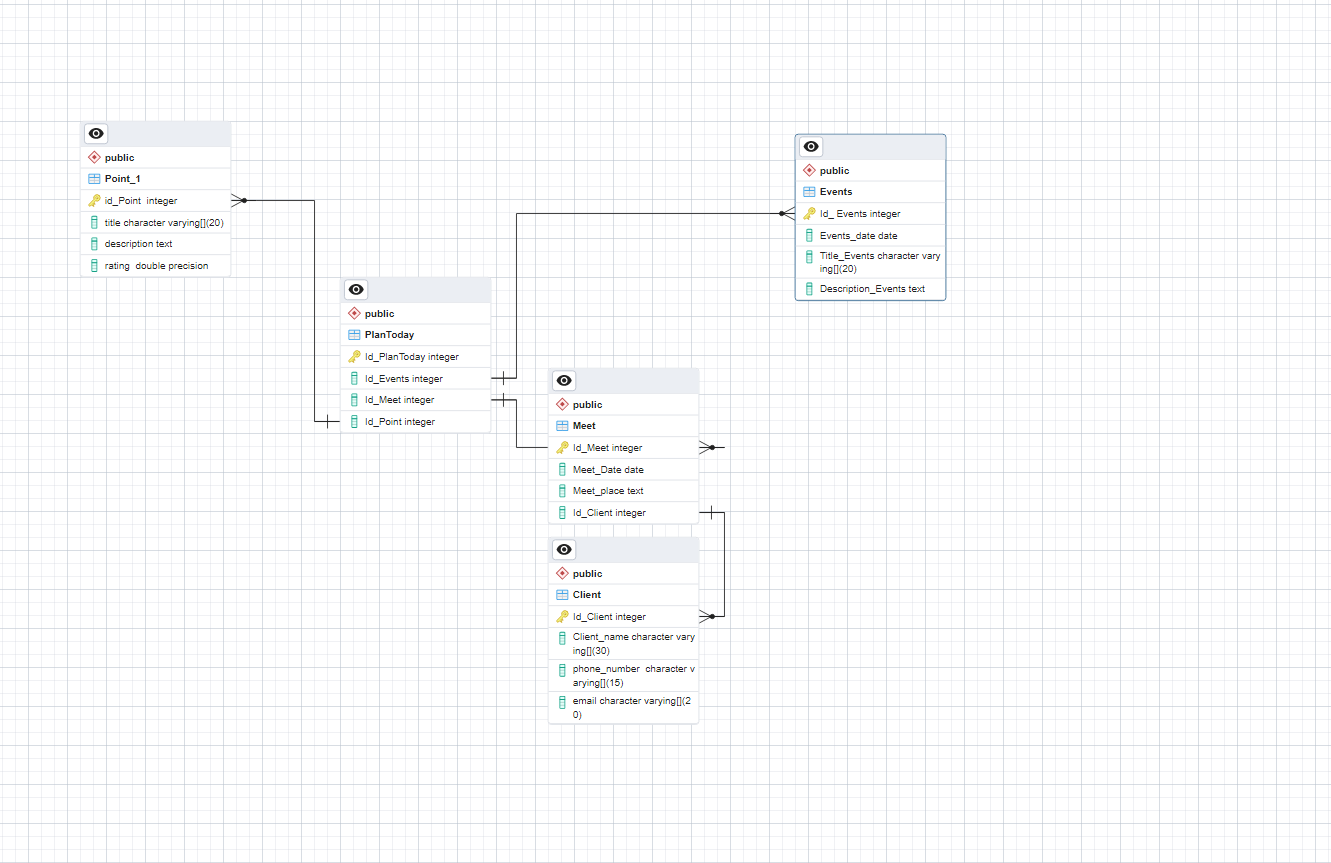 public
Point_1
id_Point  integer
title character varying[](20)
description text
rating  double precision
public
PlanToday
Id_PlanToday integer
Id_Events integer
Id_Meet integer
Id_Point integer
public
Events
Id_ Events integer
Events_date date
Title_Events character vary
ing[](20)
Description_Events text
public
Meet
Id_Meet integer
Meet_Date date
Meet_place text
Id_Client integer
public
Client
Id_Client integer
Client_name character vary
ing[](30)
phone_number  character v
arying[](15)
email character varying[](2
0)